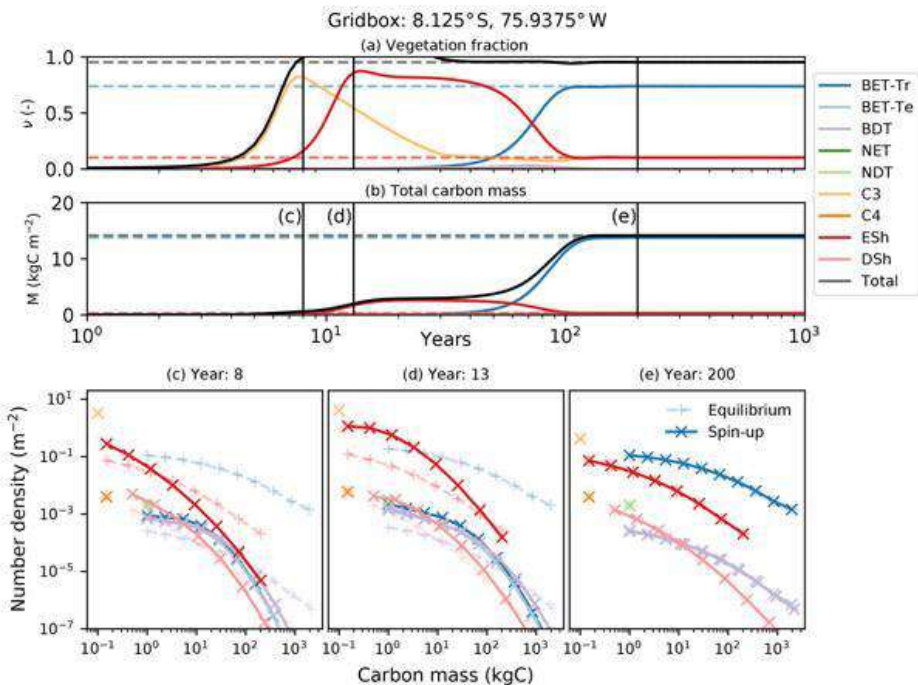 Gridbox: 8.125°S, 75.9375°W
(a) Vegetation fraction
1.0
0.5
0.0
ν (-)
(b) Total carbon mass
20
10
0
M (kgC m⁻²)
(c)
(d)
(e)
10⁰
10¹
10²
10³
Years
BET-Tr
BET-Te
BDT
NET
NDT
C3
C4
ESh
DSh
Total
(c) Year: 8
(d) Year: 13
(e) Year: 200
Equilibrium
Spin-up
Number density (m⁻²)
10¹
10⁻¹
10⁻³
10⁻⁵
10⁻⁷
10⁻¹ 10⁰ 10¹ 10² 10³
10⁻¹ 10⁰ 10¹ 10² 10³
10⁻¹ 10⁰ 10¹ 10² 10³
Carbon mass (kgC)